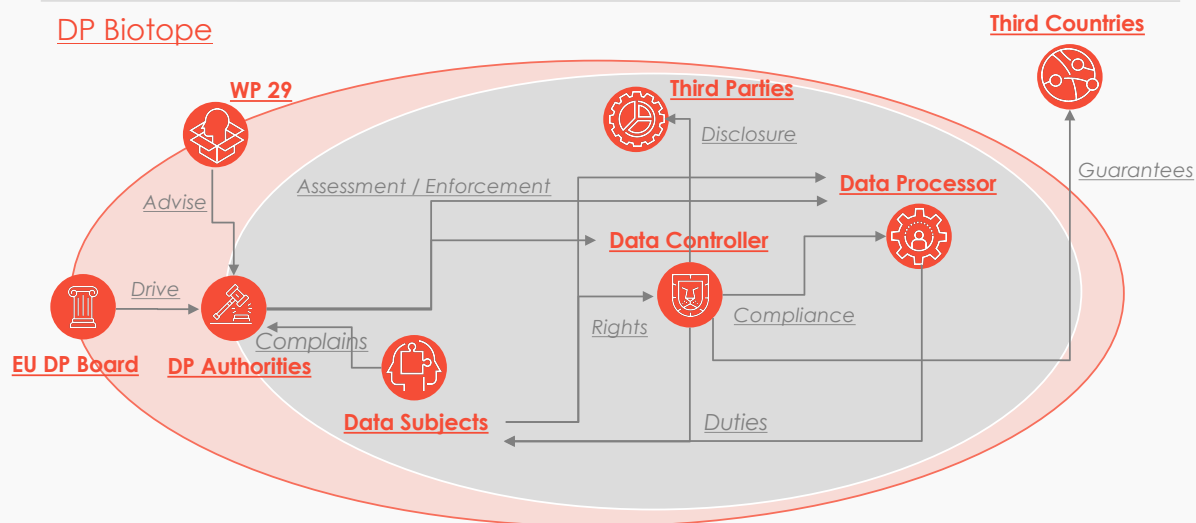 DP Biotope
Third Countries
WP 29
Third Parties
Disclosure
Guarantees
Assessment / Enforcement
Data Processor
Advise
Data Controller
Drive
Rights
Compliance
Complains
EU DP Board
DP Authorities
Data Subjects
Duties